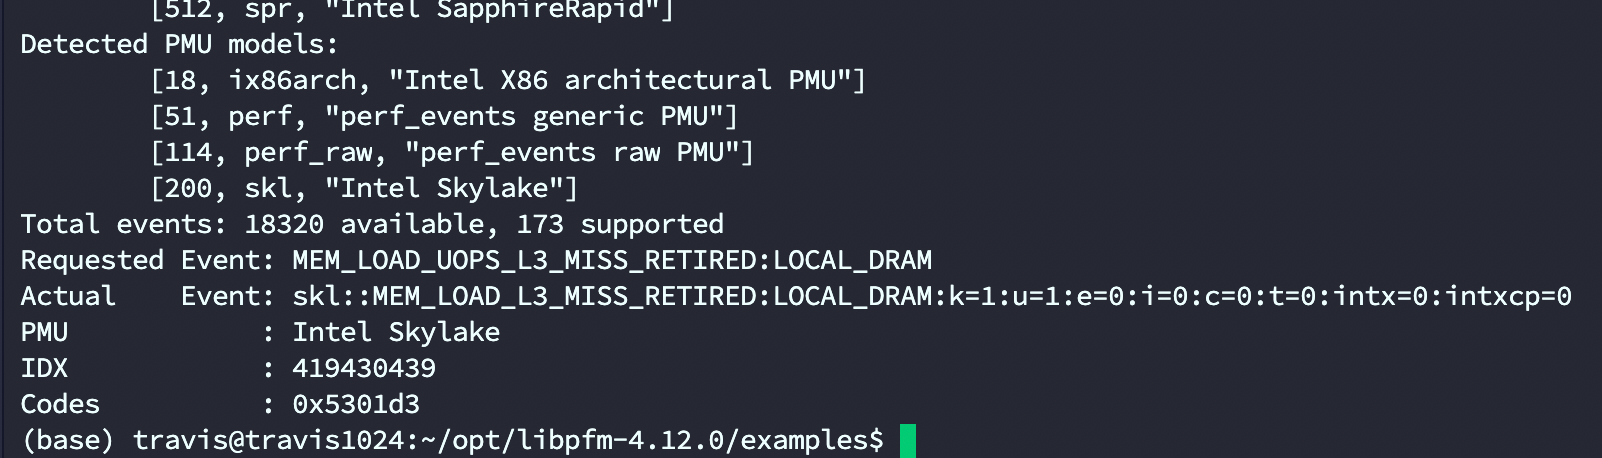 [512, spr, "Intel SapphireRapid"]
Detected PMU models:
[18, ix86arch, "Intel X86 architectural PMU"]
[51, perf, "perf_events generic PMU"]
[114, perf_raw, "perf_events raw PMU"]
[200, skl, "Intel Skylake"]
Total events: 18320 available, 173 supported
Requested Event: MEM_LOAD_UOPS_L3_MISS_RETIRED:LOCAL_DRAM
Actual    Event: skl::MEM_LOAD_L3_MISS_RETIRED:LOCAL_DRAM:k=1:u=1:e=0:i=0:c=0:t=0:intx=0:intxcp=0
PMU            : Intel Skylake
IDX            : 419430439
Codes          : 0x5301d3
(base) travis@travis1024:~/opt/libpfm-4.12.0/examples$